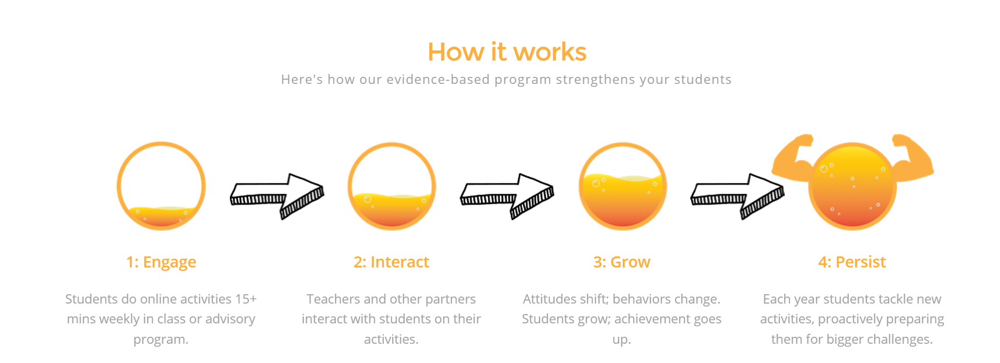 How it works
Here's how our evidence-based program strengthens your students
1: Engage
Students do online activities 15+
mins weekly in class or advisory
program.
2: Interact
Teachers and other partners
interact with students on their
activities.
3: Grow
Attitudes shift; behaviors change.
Students grow; achievement goes
up.
4: Persist
Each year students tackle new
activities, proactively preparing
them for bigger challenges.